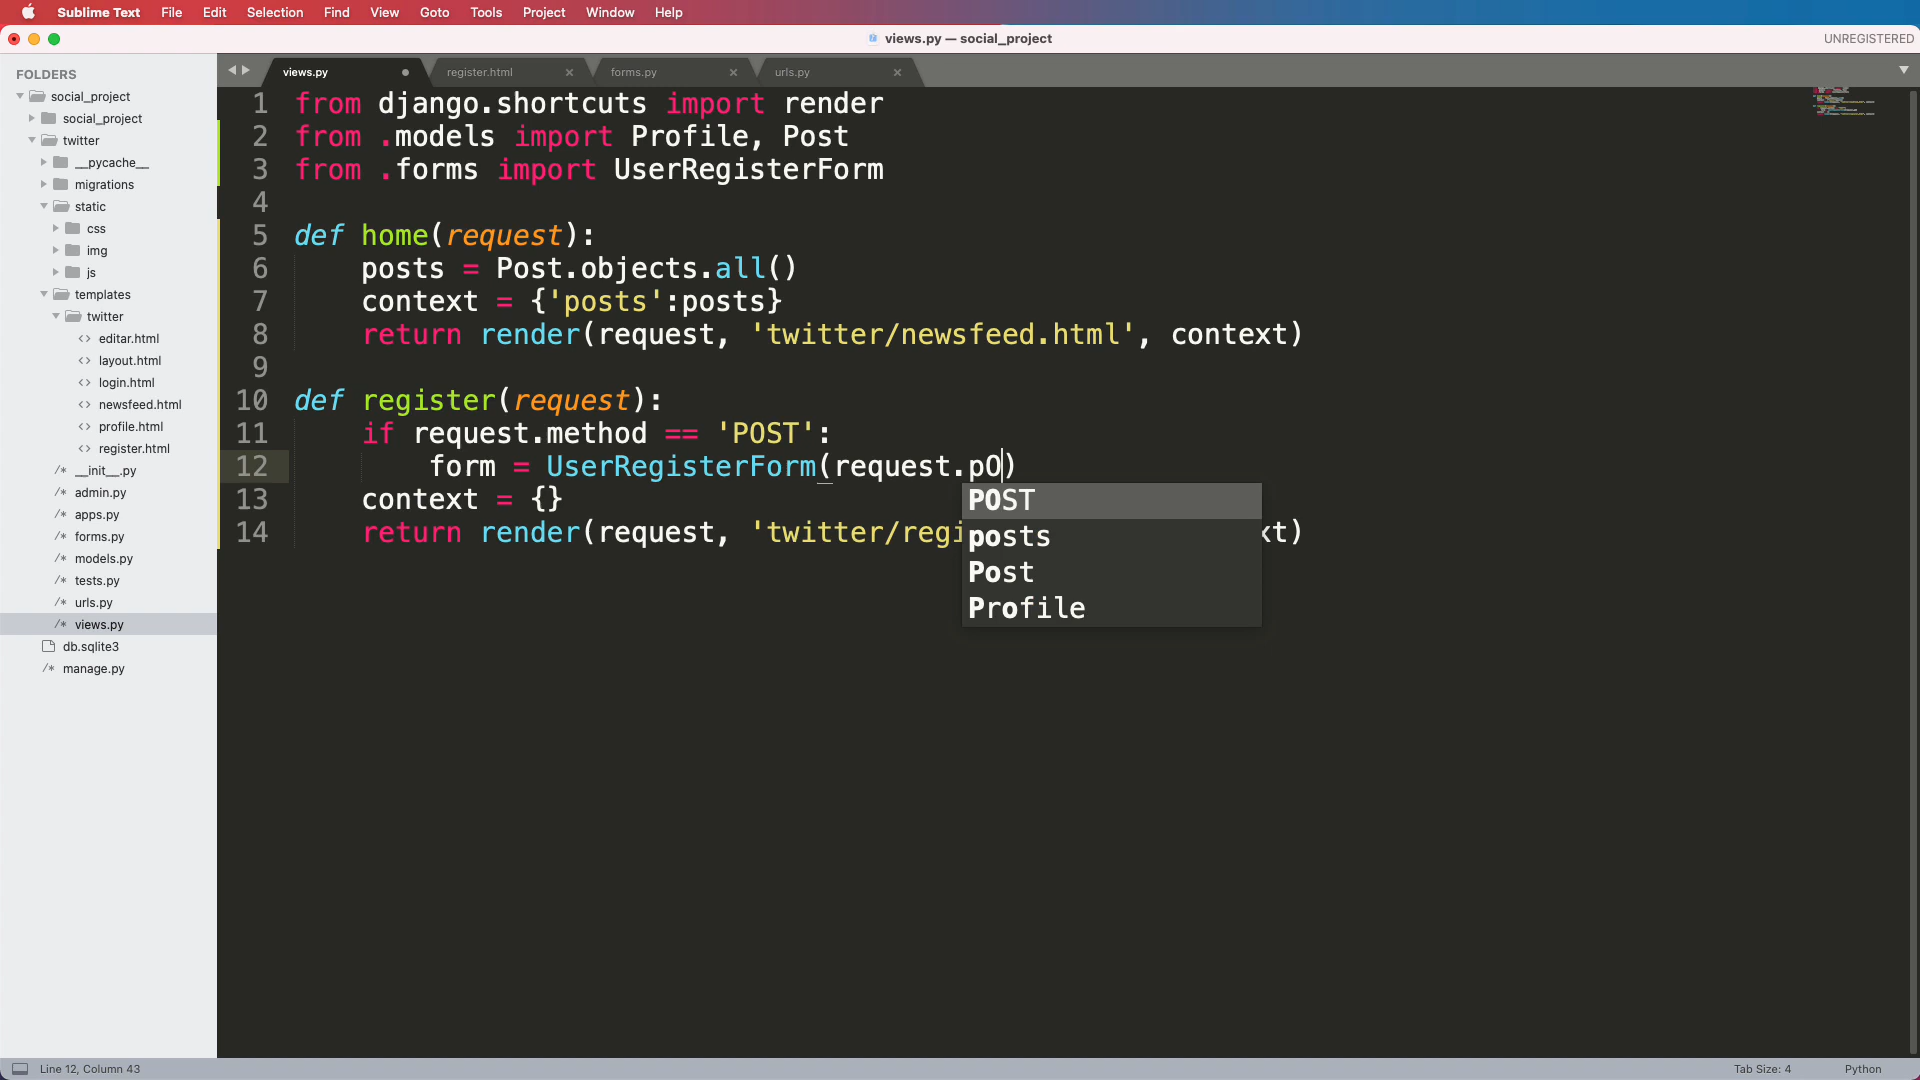 Sublime Text File Edit Selection Find View Goto Tools Project Window Help
views.py — social_project
UNREGISTERED
FOLDERS
social_project
social_project
twitter
__pycache__
migrations
static
css
img
js
templates
twitter
editar.html
layout.html
login.html
newsfeed.html
profile.html
register.html
__init__.py
admin.py
apps.py
forms.py
models.py
tests.py
urls.py
views.py
db.sqlite3
manage.py
views.py register.html forms.py urls.py
1 from django.shortcuts import render
2 from .models import Profile, Post
3 from .forms import UserRegisterForm
4
5 def home(request):
6 posts = Post.objects.all()
7 context = {'posts':posts}
8 return render(request, 'twitter/newsfeed.html', context)
9
10 def register(request):
11 if request.method == 'POST':
12 form = UserRegisterForm(request.pO)
13 context = {}
14 return render(request, 'twitter/regi xt)
POST
posts
Post
Profile
Line 12, Column 43
Tab Size: 4 Python